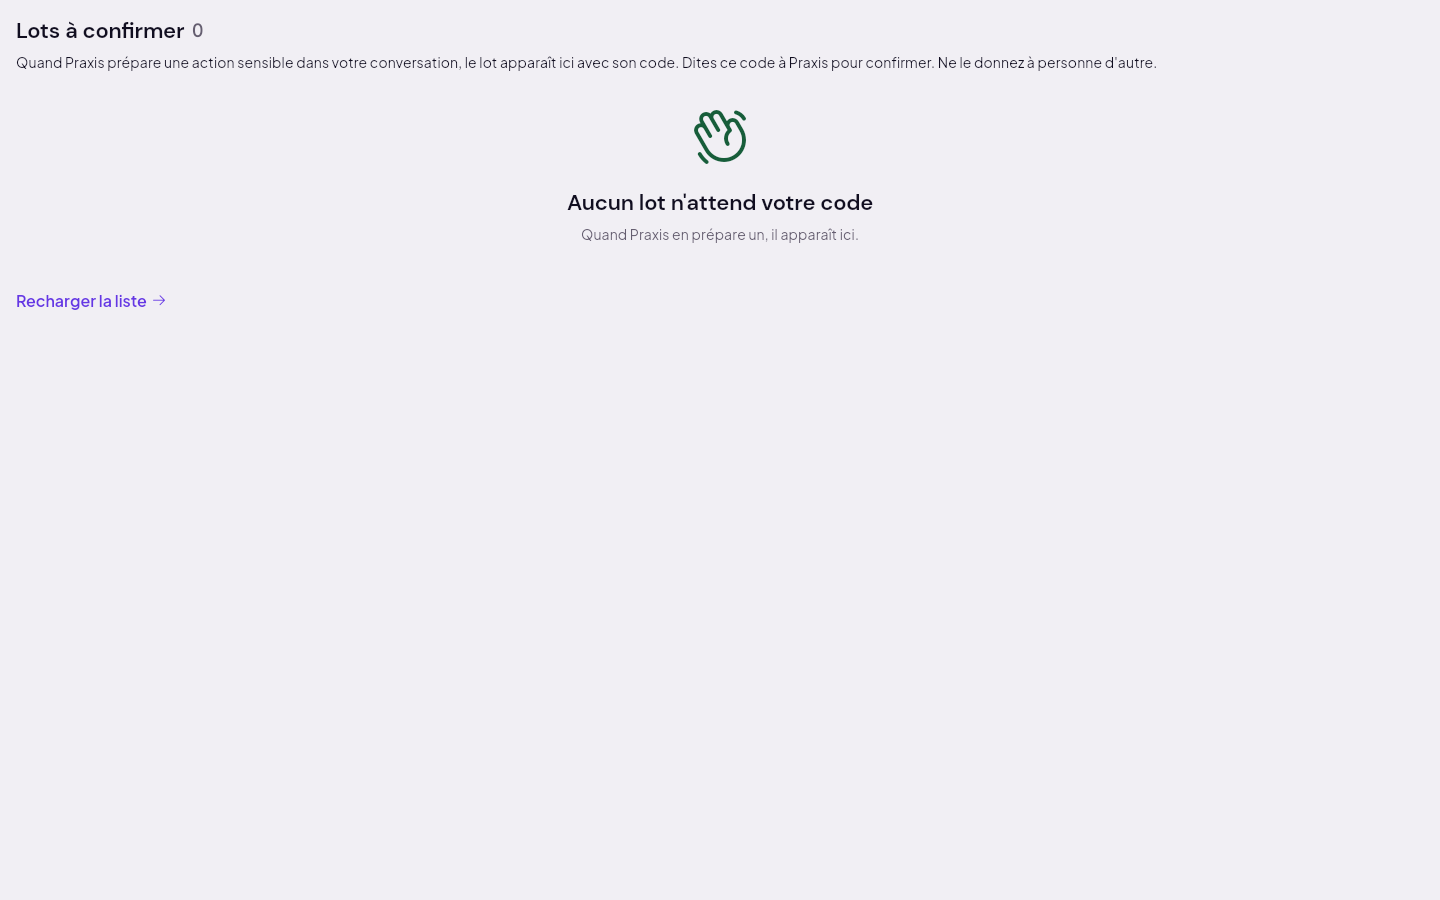 Lots à confirmer 0
Quand Praxis prépare une action sensible dans votre conversation, le lot apparaît ici avec son code. Dites ce code à Praxis pour confirmer. Ne le donnez à personne d'autre.
Aucun lot n'attend votre code
Quand Praxis en prépare un, il apparaît ici.
Recharger la liste →